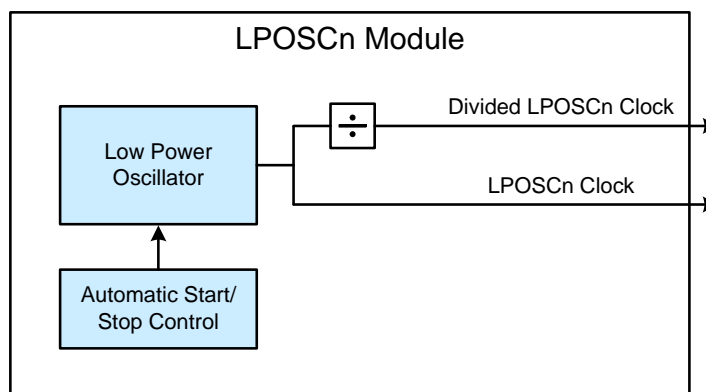 LPOSCn Module
Divided LPOSCn Clock
÷
Low Power
Oscillator
LPOSCn Clock
Automatic Start/
Stop Control